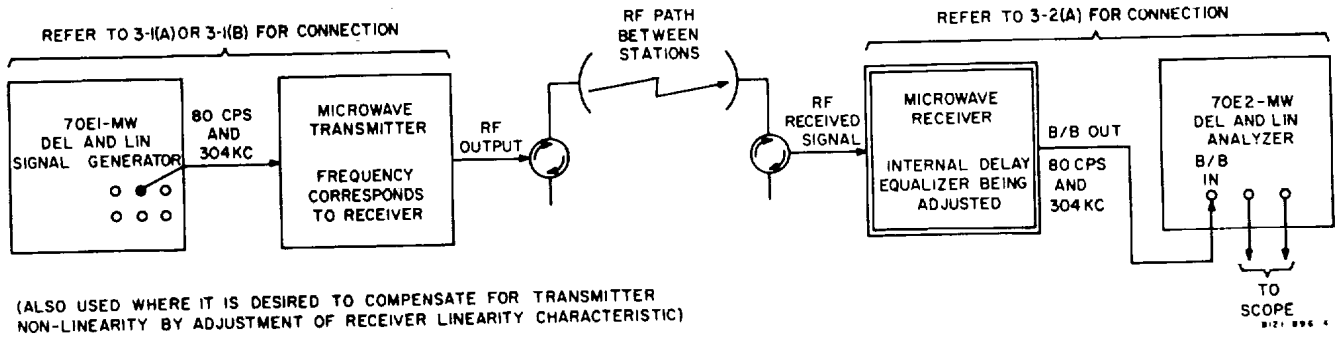 REFER TO 3-1(A) OR 3-1(B) FOR CONNECTION
70E1-MW
DEL AND LIN
SIGNAL GENERATOR
80 CPS
AND
304KC
MICROWAVE
TRANSMITTER
FREQUENCY
CORRESPONDS
TO RECEIVER
RF
OUTPUT
RF PATH
BETWEEN
STATIONS
RF
RECEIVED
SIGNAL
REFER TO 3-2(A) FOR CONNECTION
MICROWAVE
RECEIVER
INTERNAL DELAY
EQUALIZER BEING
ADJUSTED
B/B OUT
80 CPS
AND
304 KC
70E2-MW
DEL AND LIN
ANALYZER
B/B
IN
TO
SCOPE
(ALSO USED WHERE IT IS DESIRED TO COMPENSATE FOR TRANSMITTER
NON-LINEARITY BY ADJUSTMENT OF RECEIVER LINEARITY CHARACTERISTIC)